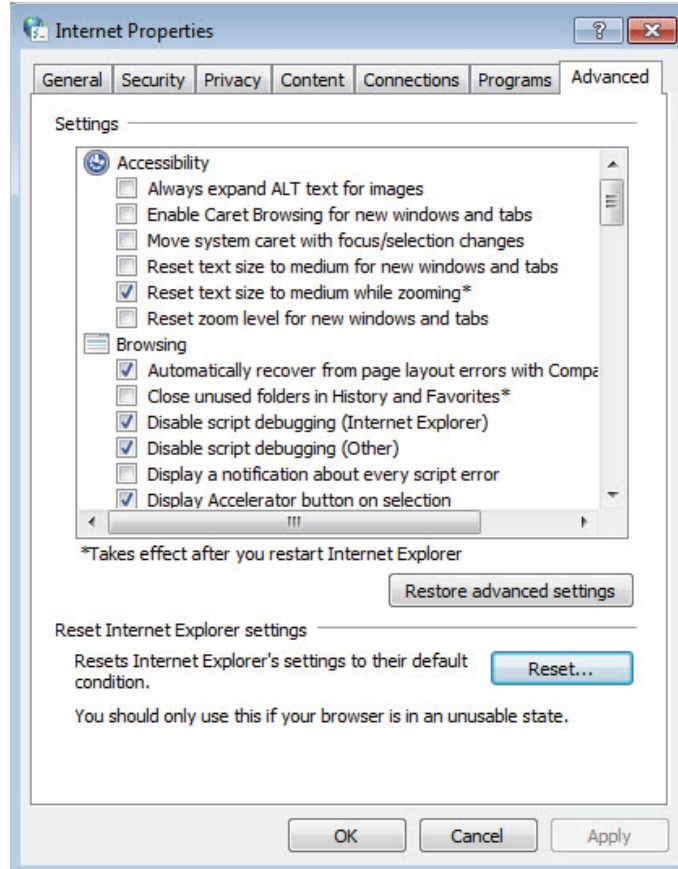 Internet Properties
General Security Privacy Content Connections Programs Advanced
Settings
Accessibility
Always expand ALT text for images
Enable Caret Browsing for new windows and tabs
Move system caret with focus/selection changes
Reset text size to medium for new windows and tabs
Reset text size to medium while zooming*
Reset zoom level for new windows and tabs
Browsing
Automatically recover from page layout errors with Compa
Close unused folders in History and Favorites*
Disable script debugging (Internet Explorer)
Disable script debugging (Other)
Display a notification about every script error
Display Accelerator button on selection
*Takes effect after you restart Internet Explorer
Restore advanced settings
Reset Internet Explorer settings
Resets Internet Explorer's settings to their default
condition.
Reset...
You should only use this if your browser is in an unusable state.
OK Cancel Apply